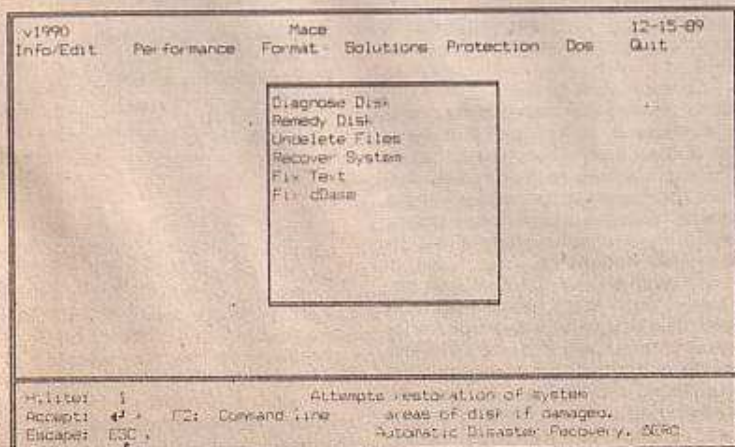 v1990 Mace 12-15-89
Info/Edit Performance Format Solutions Protection Dos Quit
Diagnose Disk
Remedy Disk
Undelete Files
Recover System
Fix Text
Fix dBase
Hilite: Attempts restoration of system
Accept: ↵ F2: Command line areas of disk if damaged.
Escape: ESC Automatic Disaster Recovery.